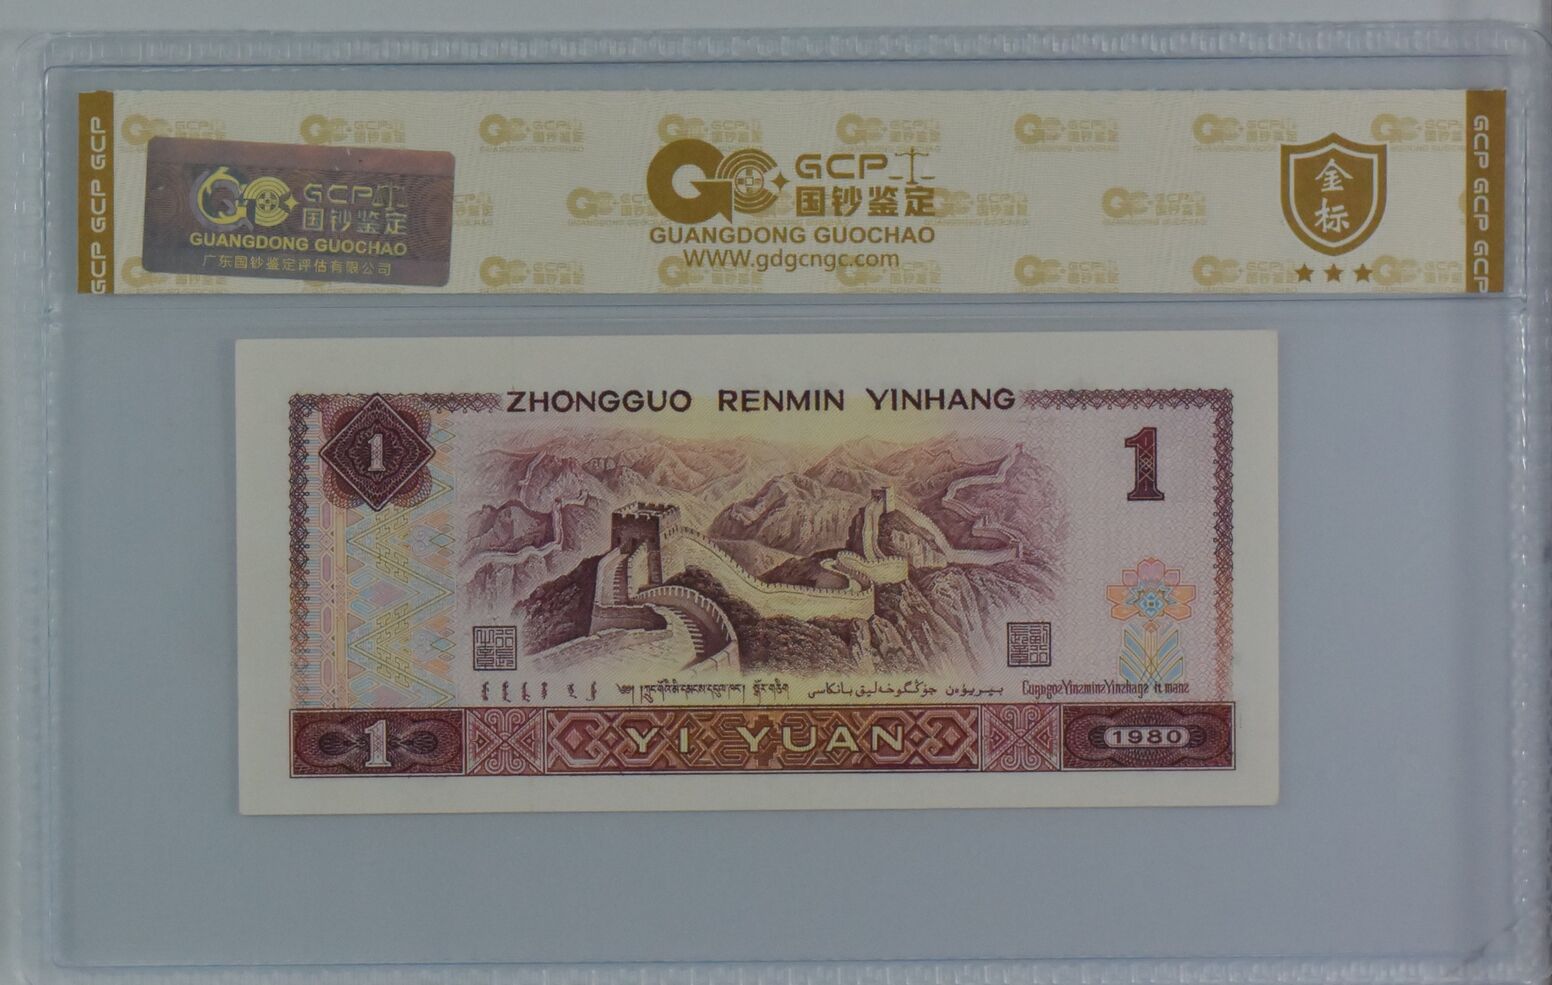 GCP GCP GCP
GCP
国钞鉴定
GUANGDONG GUOCHAO
广东国钞鉴定评估有限公司
GCP
国钞鉴定
GUANGDONG GUOCHAO
WWW.gdgcngc.com
金标
GCP GCP GCP
ZHONGGUO RENMIN YINHANG
1
1
1
YI YUAN
1980